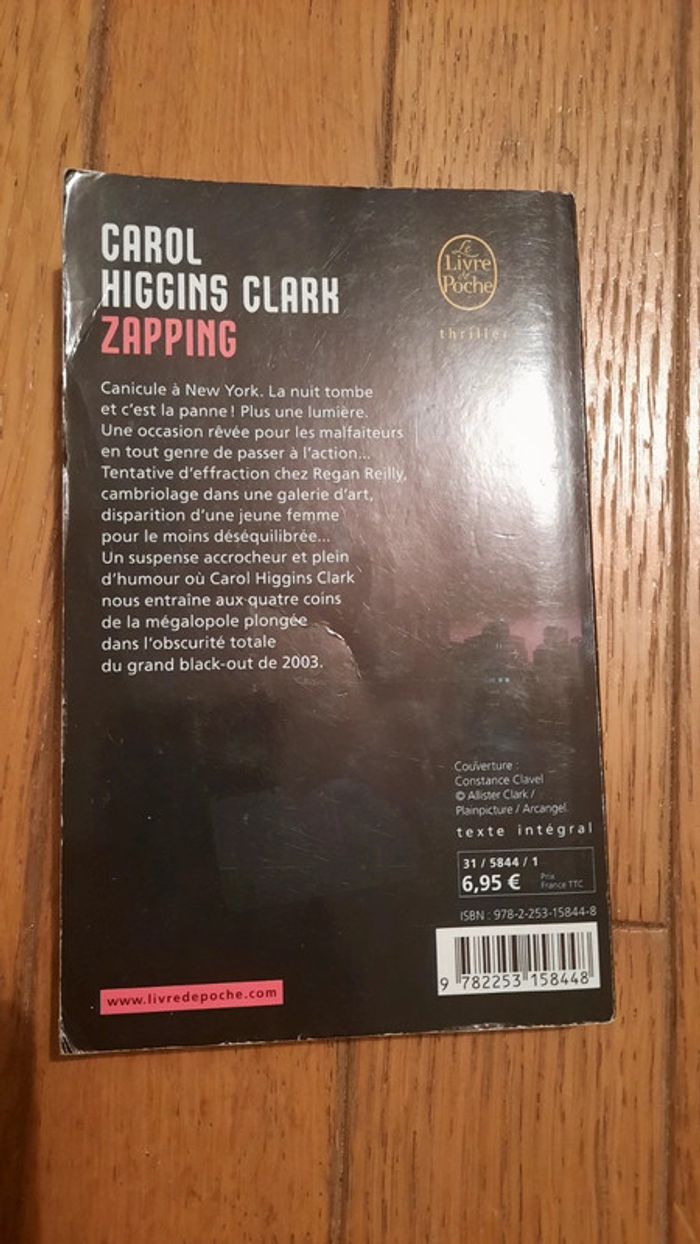 CAROL
HIGGINS CLARK
ZAPPING
Le
Livre
de
Poche
thriller
Canicule à New York. La nuit tombe
et c'est la panne ! Plus une lumière.
Une occasion rêvée pour les malfaiteurs
en tout genre de passer à l'action...
Tentative d'effraction chez Regan Reilly,
cambriolage dans une galerie d'art,
disparition d'une jeune femme
pour le moins déséquilibrée...
Un suspense accrocheur et plein
d'humour où Carol Higgins Clark
nous entraîne aux quatre coins
de la mégalopole plongée
dans l'obscurité totale
du grand black-out de 2003.
Couverture :
Constance Clavel
© Allister Clark /
Plainpicture / Arcangel.
texte intégral
31 / 5844 / 1
6,95 € Prix
France TTC
ISBN : 978-2-253-15844-8
9 782253 158448
www.livredepoche.com